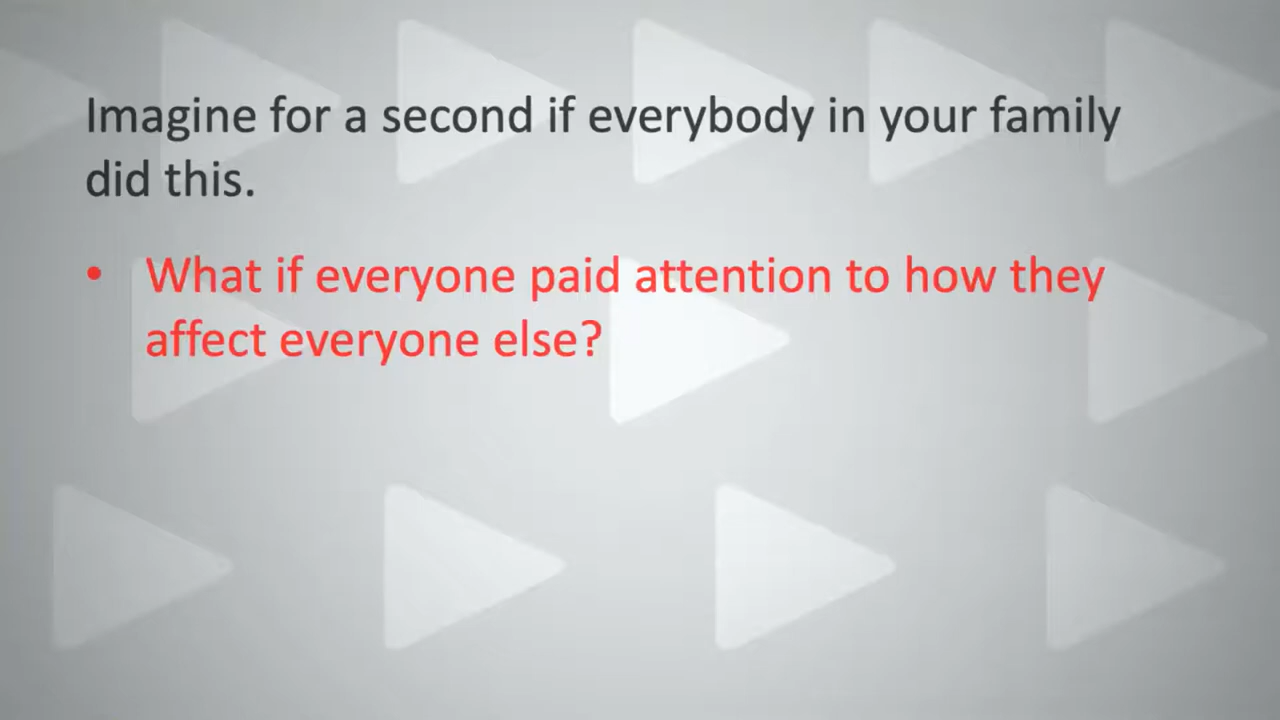 Imagine for a second if everybody in your family
did this.
• What if everyone paid attention to how they
affect everyone else?